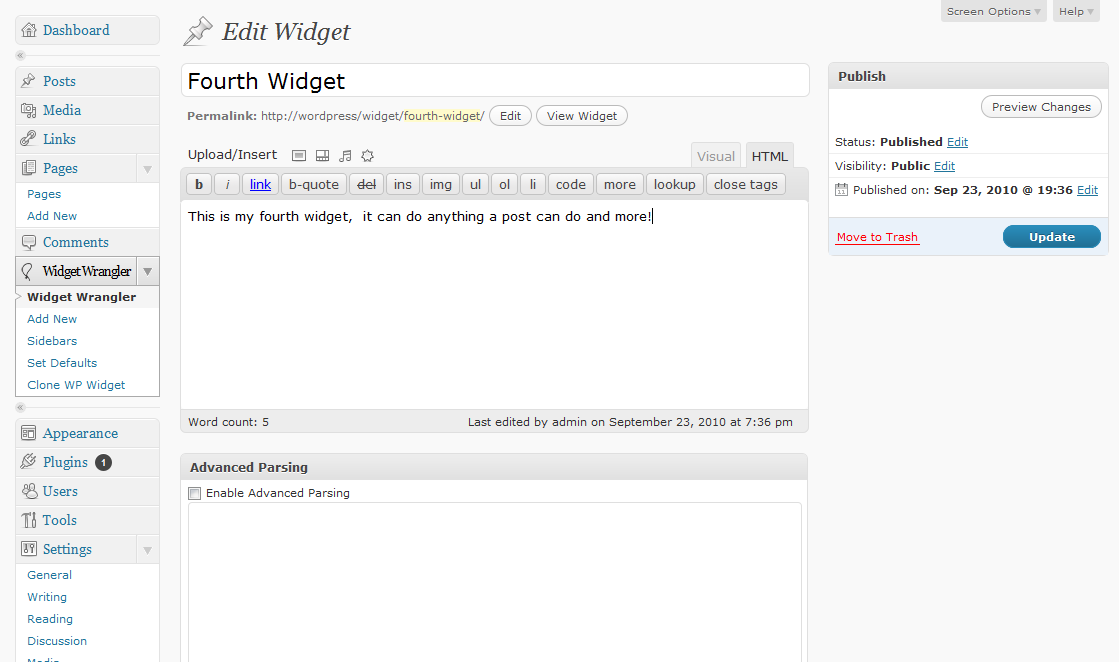 Screen Options
Help
Dashboard
Edit Widget
Posts
Media
Links
Pages
Pages
Add New
Comments
Widget Wrangler
Widget Wrangler
Add New
Sidebars
Set Defaults
Clone WP Widget
Appearance
Plugins 1
Users
Tools
Settings
General
Writing
Reading
Discussion
Media
Fourth Widget
Permalink: http://wordpress/widget/fourth-widget/ Edit View Widget
Upload/Insert
Visual HTML
b i link b-quote del ins img ul ol li code more lookup close tags
This is my fourth widget,  it can do anything a post can do and more!
Word count: 5 Last edited by admin on September 23, 2010 at 7:36 pm
Advanced Parsing
Enable Advanced Parsing
Publish
Preview Changes
Status: Published Edit
Visibility: Public Edit
Published on: Sep 23, 2010 @ 19:36 Edit
Move to Trash Update